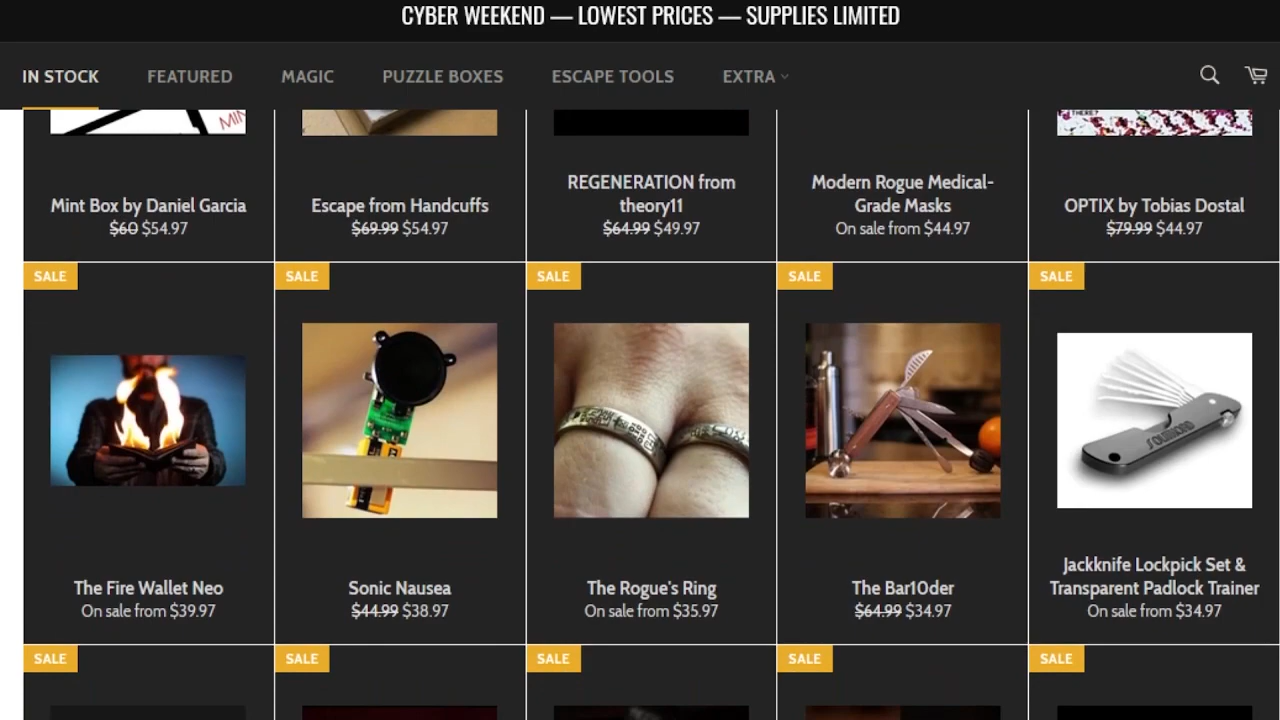 CYBER WEEKEND — LOWEST PRICES — SUPPLIES LIMITED
IN STOCK FEATURED MAGIC PUZZLE BOXES ESCAPE TOOLS EXTRA
MIN
THERE?
Mint Box by Daniel Garcia
$60 $54.97
Escape from Handcuffs
$69.99 $54.97
REGENERATION from
theory11
$64.99 $49.97
Modern Rogue Medical-
Grade Masks
On sale from $44.97
OPTIX by Tobias Dostal
$79.99 $44.97
SALE SALE SALE SALE SALE
SOUTHORD
The Fire Wallet Neo
On sale from $39.97
Sonic Nausea
$44.99 $38.97
The Rogue's Ring
On sale from $35.97
The Bar10der
$64.99 $34.97
Jackknife Lockpick Set &
Transparent Padlock Trainer
On sale from $34.97
SALE SALE SALE SALE SALE